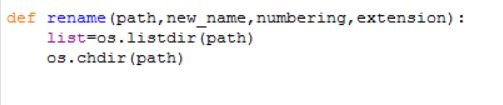 def rename(path,new_name,numbering,extension):
    list=os.listdir(path)
    os.chdir(path)